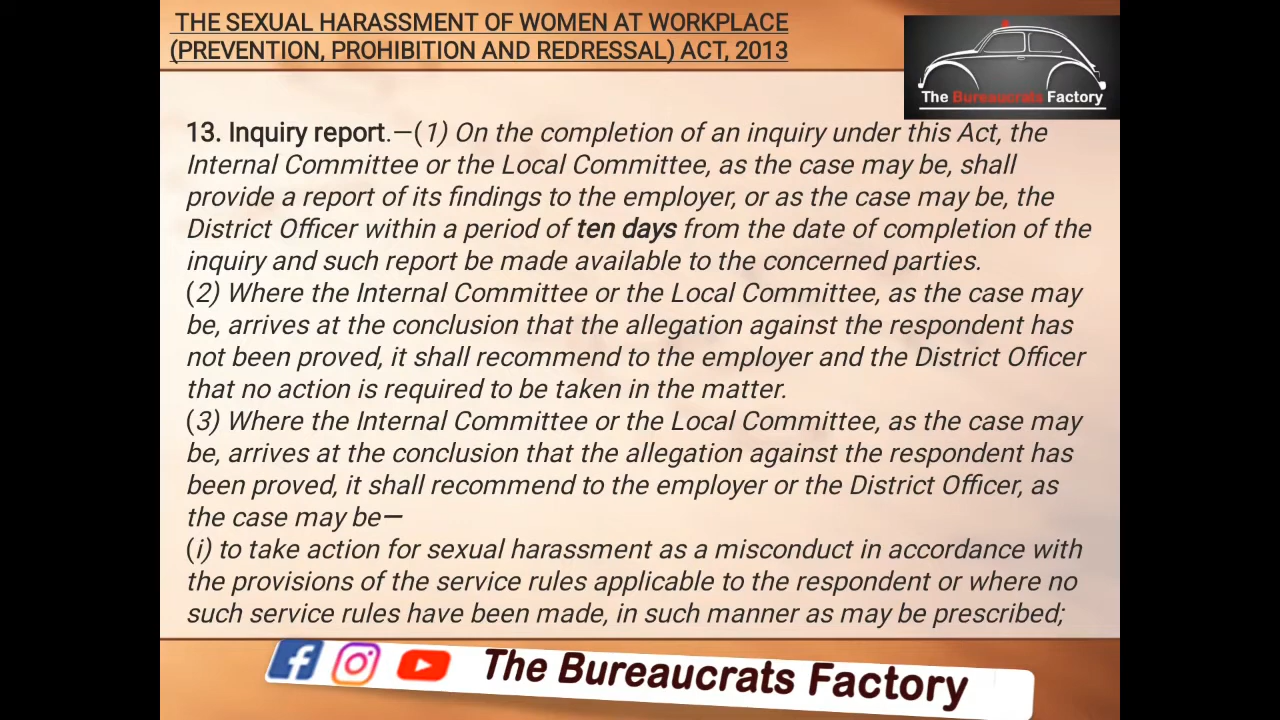 THE SEXUAL HARASSMENT OF WOMEN AT WORKPLACE
(PREVENTION, PROHIBITION AND REDRESSAL) ACT, 2013
The Bureaucrats Factory
13. Inquiry report.—(1) On the completion of an inquiry under this Act, the
Internal Committee or the Local Committee, as the case may be, shall
provide a report of its findings to the employer, or as the case may be, the
District Officer within a period of ten days from the date of completion of the
inquiry and such report be made available to the concerned parties.
(2) Where the Internal Committee or the Local Committee, as the case may
be, arrives at the conclusion that the allegation against the respondent has
not been proved, it shall recommend to the employer and the District Officer
that no action is required to be taken in the matter.
(3) Where the Internal Committee or the Local Committee, as the case may
be, arrives at the conclusion that the allegation against the respondent has
been proved, it shall recommend to the employer or the District Officer, as
the case may be—
(i) to take action for sexual harassment as a misconduct in accordance with
the provisions of the service rules applicable to the respondent or where no
such service rules have been made, in such manner as may be prescribed;
The Bureaucrats Factory